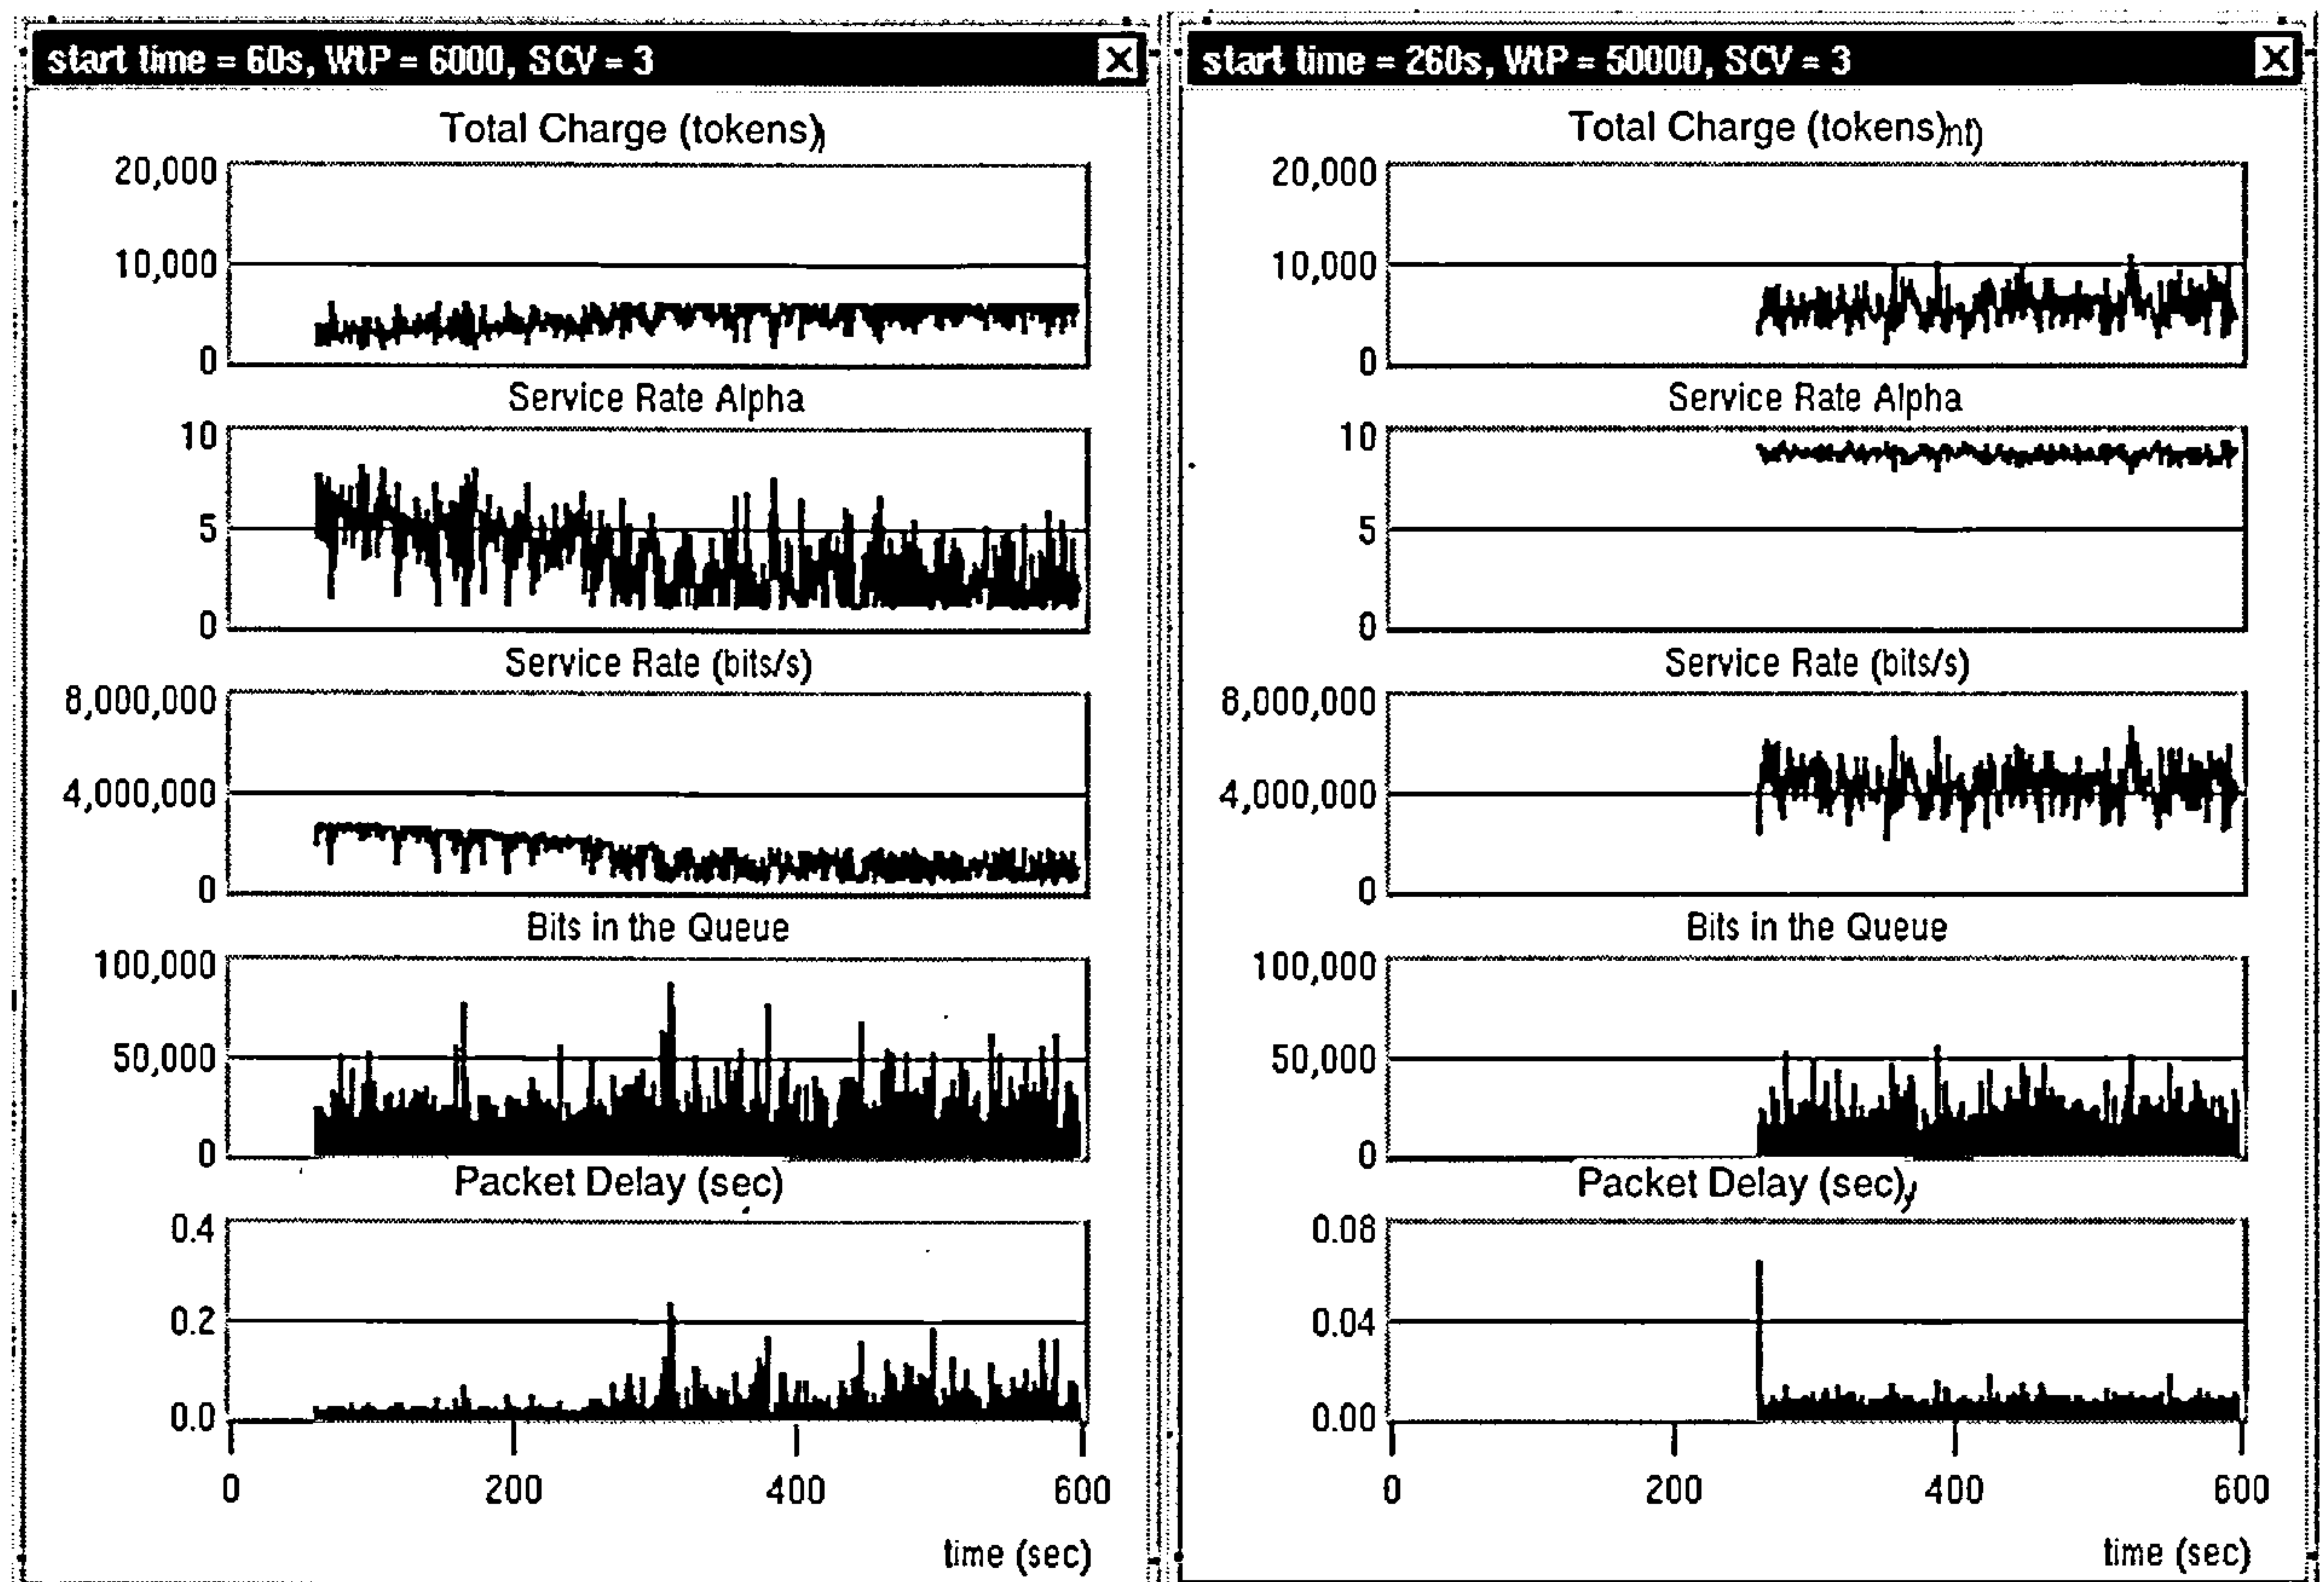 start time = 60s, WtP = 6000, SCV = 3
Total Charge (tokens)
20,000
10,000
0
Service Rate Alpha
10
5
0
Service Rate (bits/s)
8,000,000
4,000,000
0
Bits in the Queue
100,000
50,000
0
Packet Delay (sec)
0.4
0.2
0.0
0 200 400 600
time (sec)
start time = 260s, WtP = 50000, SCV = 3
Total Charge (tokens)nt)
20,000
10,000
0
Service Rate Alpha
10
5
0
Service Rate (bits/s)
8,000,000
4,000,000
0
Bits in the Queue
100,000
50,000
0
Packet Delay (sec)
0.08
0.04
0.00
0 200 400 600
time (sec)